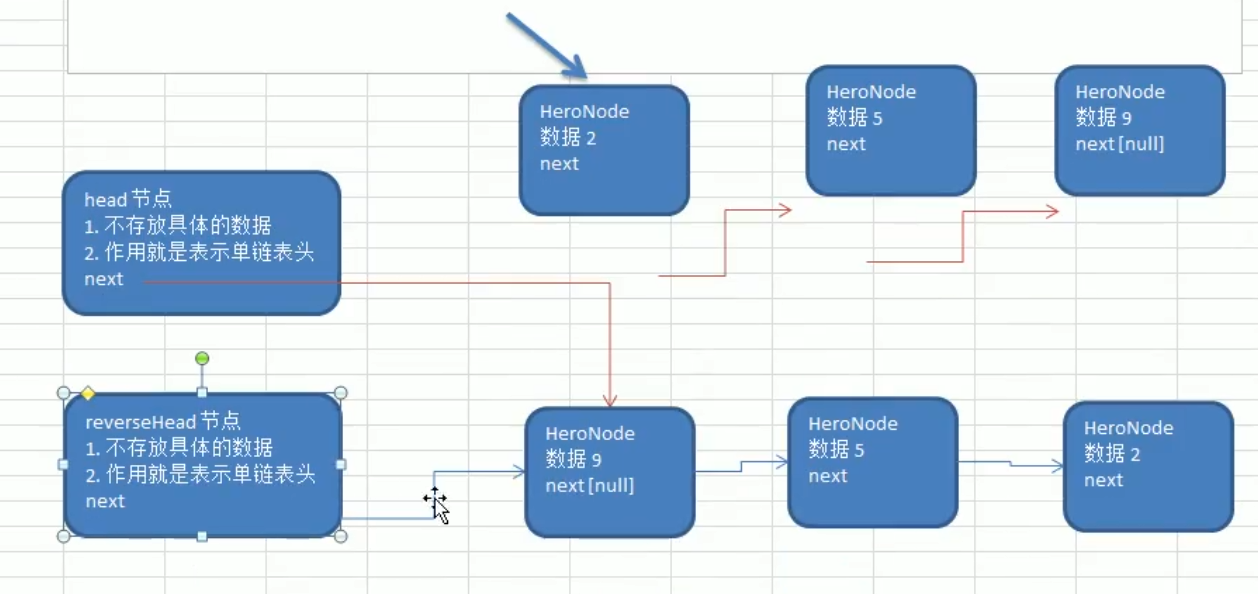 HeroNode
数据 2
next
HeroNode
数据 5
next
HeroNode
数据 9
next [null]
head 节点
1. 不存放具体的数据
2. 作用就是表示单链表头
next
reverseHead 节点
1. 不存放具体的数据
2. 作用就是表示单链表头
next
HeroNode
数据 9
next [null]
HeroNode
数据 5
next
HeroNode
数据 2
next